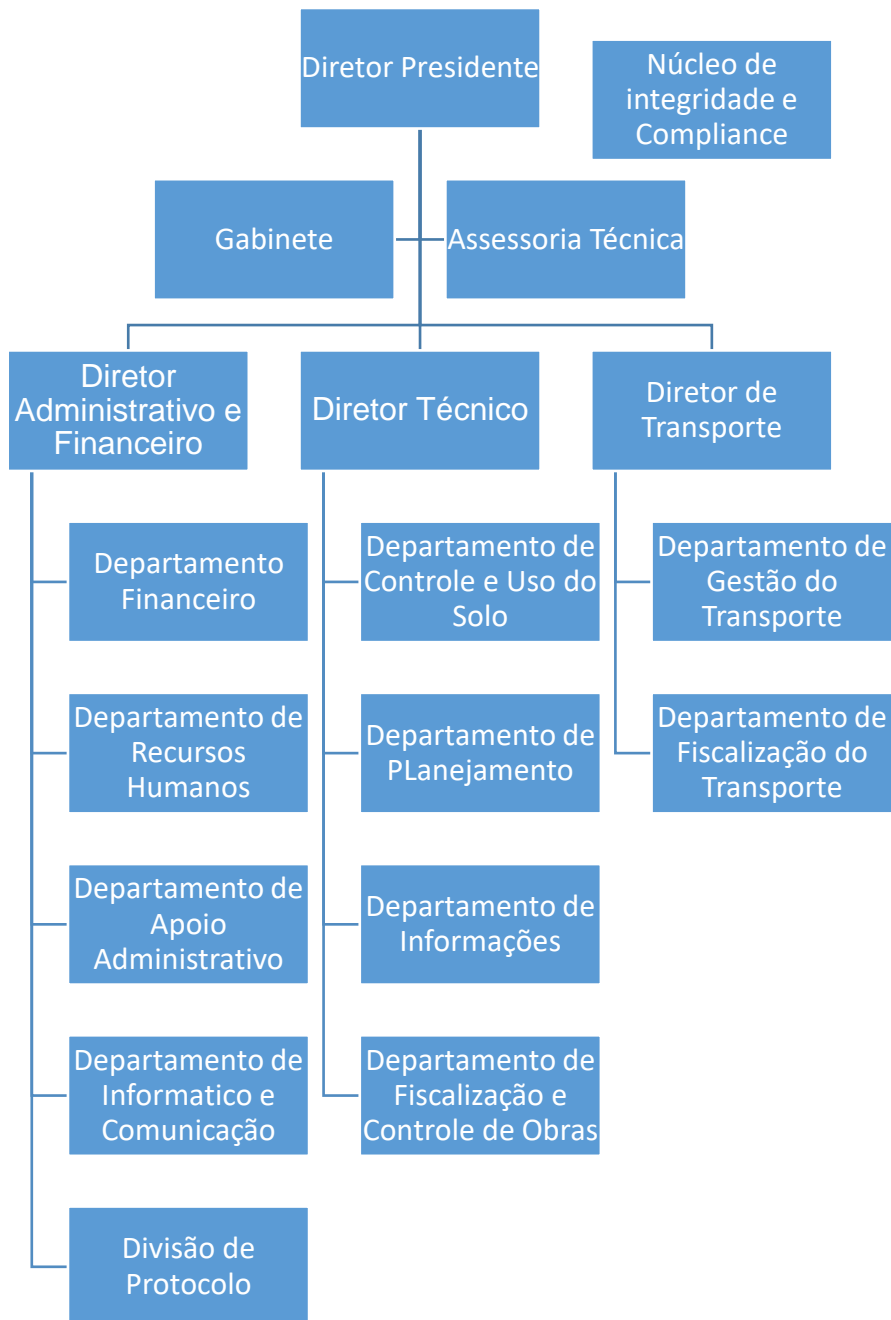 Diretor Presidente
Núcleo de
integridade e
Compliance
Gabinete
Assessoria Técnica
Diretor
Administrativo e
Financeiro
Diretor Técnico
Diretor de
Transporte
Departamento
Financeiro
Departamento de
Controle e Uso do
Solo
Departamento de
Gestão do
Transporte
Departamento de
Recursos
Humanos
Departamento de
PLanejamento
Departamento de
Fiscalização do
Transporte
Departamento de
Apoio
Administrativo
Departamento de
Informações
Departamento de
Informatico e
Comunicação
Departamento de
Fiscalização e
Controle de Obras
Divisão de
Protocolo